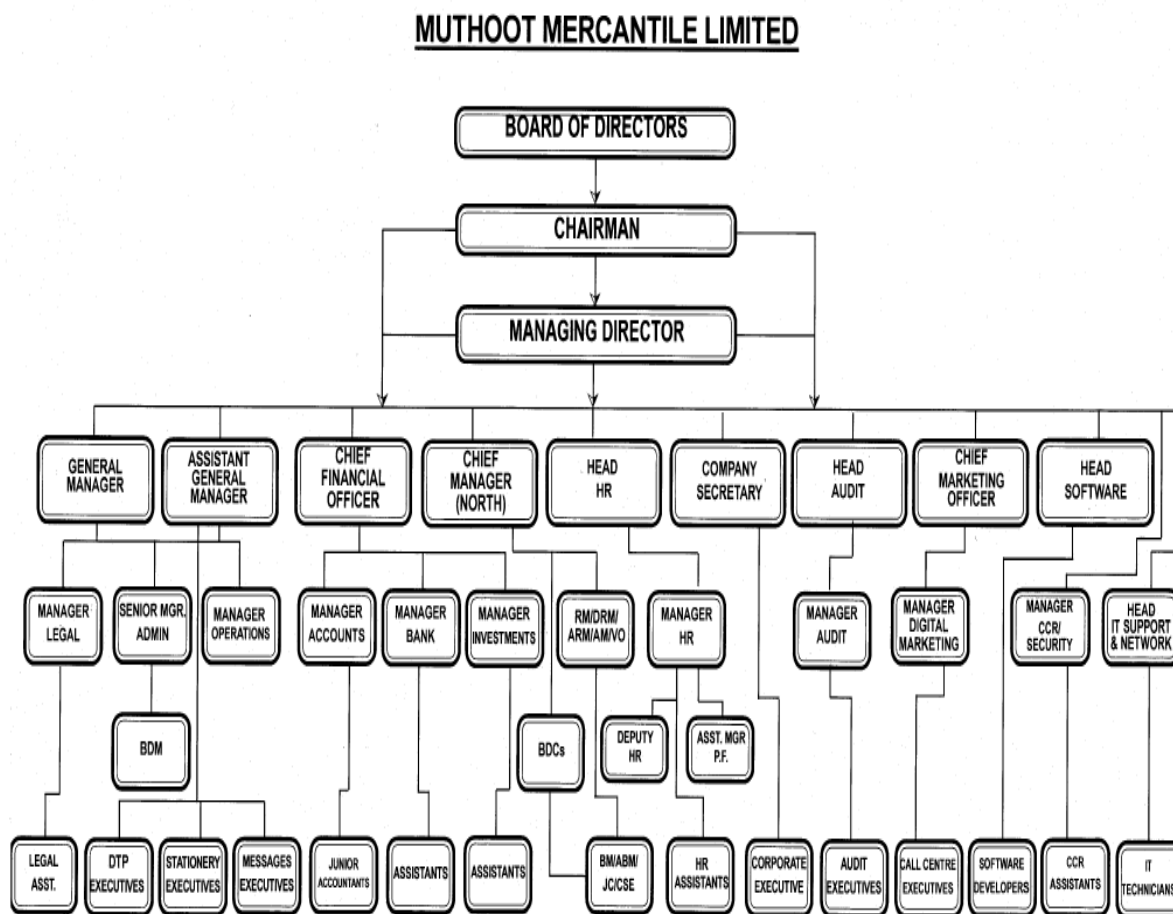 MUTHOOT MERCANTILE LIMITED
BOARD OF DIRECTORS
CHAIRMAN
MANAGING DIRECTOR
GENERAL
MANAGER
ASSISTANT
GENERAL
MANAGER
CHIEF
FINANCIAL
OFFICER
CHIEF
MANAGER
(NORTH)
HEAD
HR
COMPANY
SECRETARY
HEAD
AUDIT
CHIEF
MARKETING
OFFICER
HEAD
SOFTWARE
MANAGER
LEGAL
SENIOR MGR.
ADMIN
MANAGER
OPERATIONS
MANAGER
ACCOUNTS
MANAGER
BANK
MANAGER
INVESTMENTS
RM/DRM/
ARM/AM/VO
MANAGER
HR
MANAGER
AUDIT
MANAGER
DIGITAL
MARKETING
MANAGER
CCR/
SECURITY
HEAD
IT SUPPORT
& NETWORK
BDM
BDCs
DEPUTY
HR
ASST. MGR
P.F.
LEGAL
ASST.
DTP
EXECUTIVES
STATIONERY
EXECUTIVES
MESSAGES
EXECUTIVES
JUNIOR
ACCOUNTANTS
ASSISTANTS
ASSISTANTS
BM/ABM/
JC/CSE
HR
ASSISTANTS
CORPORATE
EXECUTIVE
AUDIT
EXECUTIVES
CALL CENTRE
EXECUTIVES
SOFTWARE
DEVELOPERS
CCR
ASSISTANTS
IT
TECHNICIANS